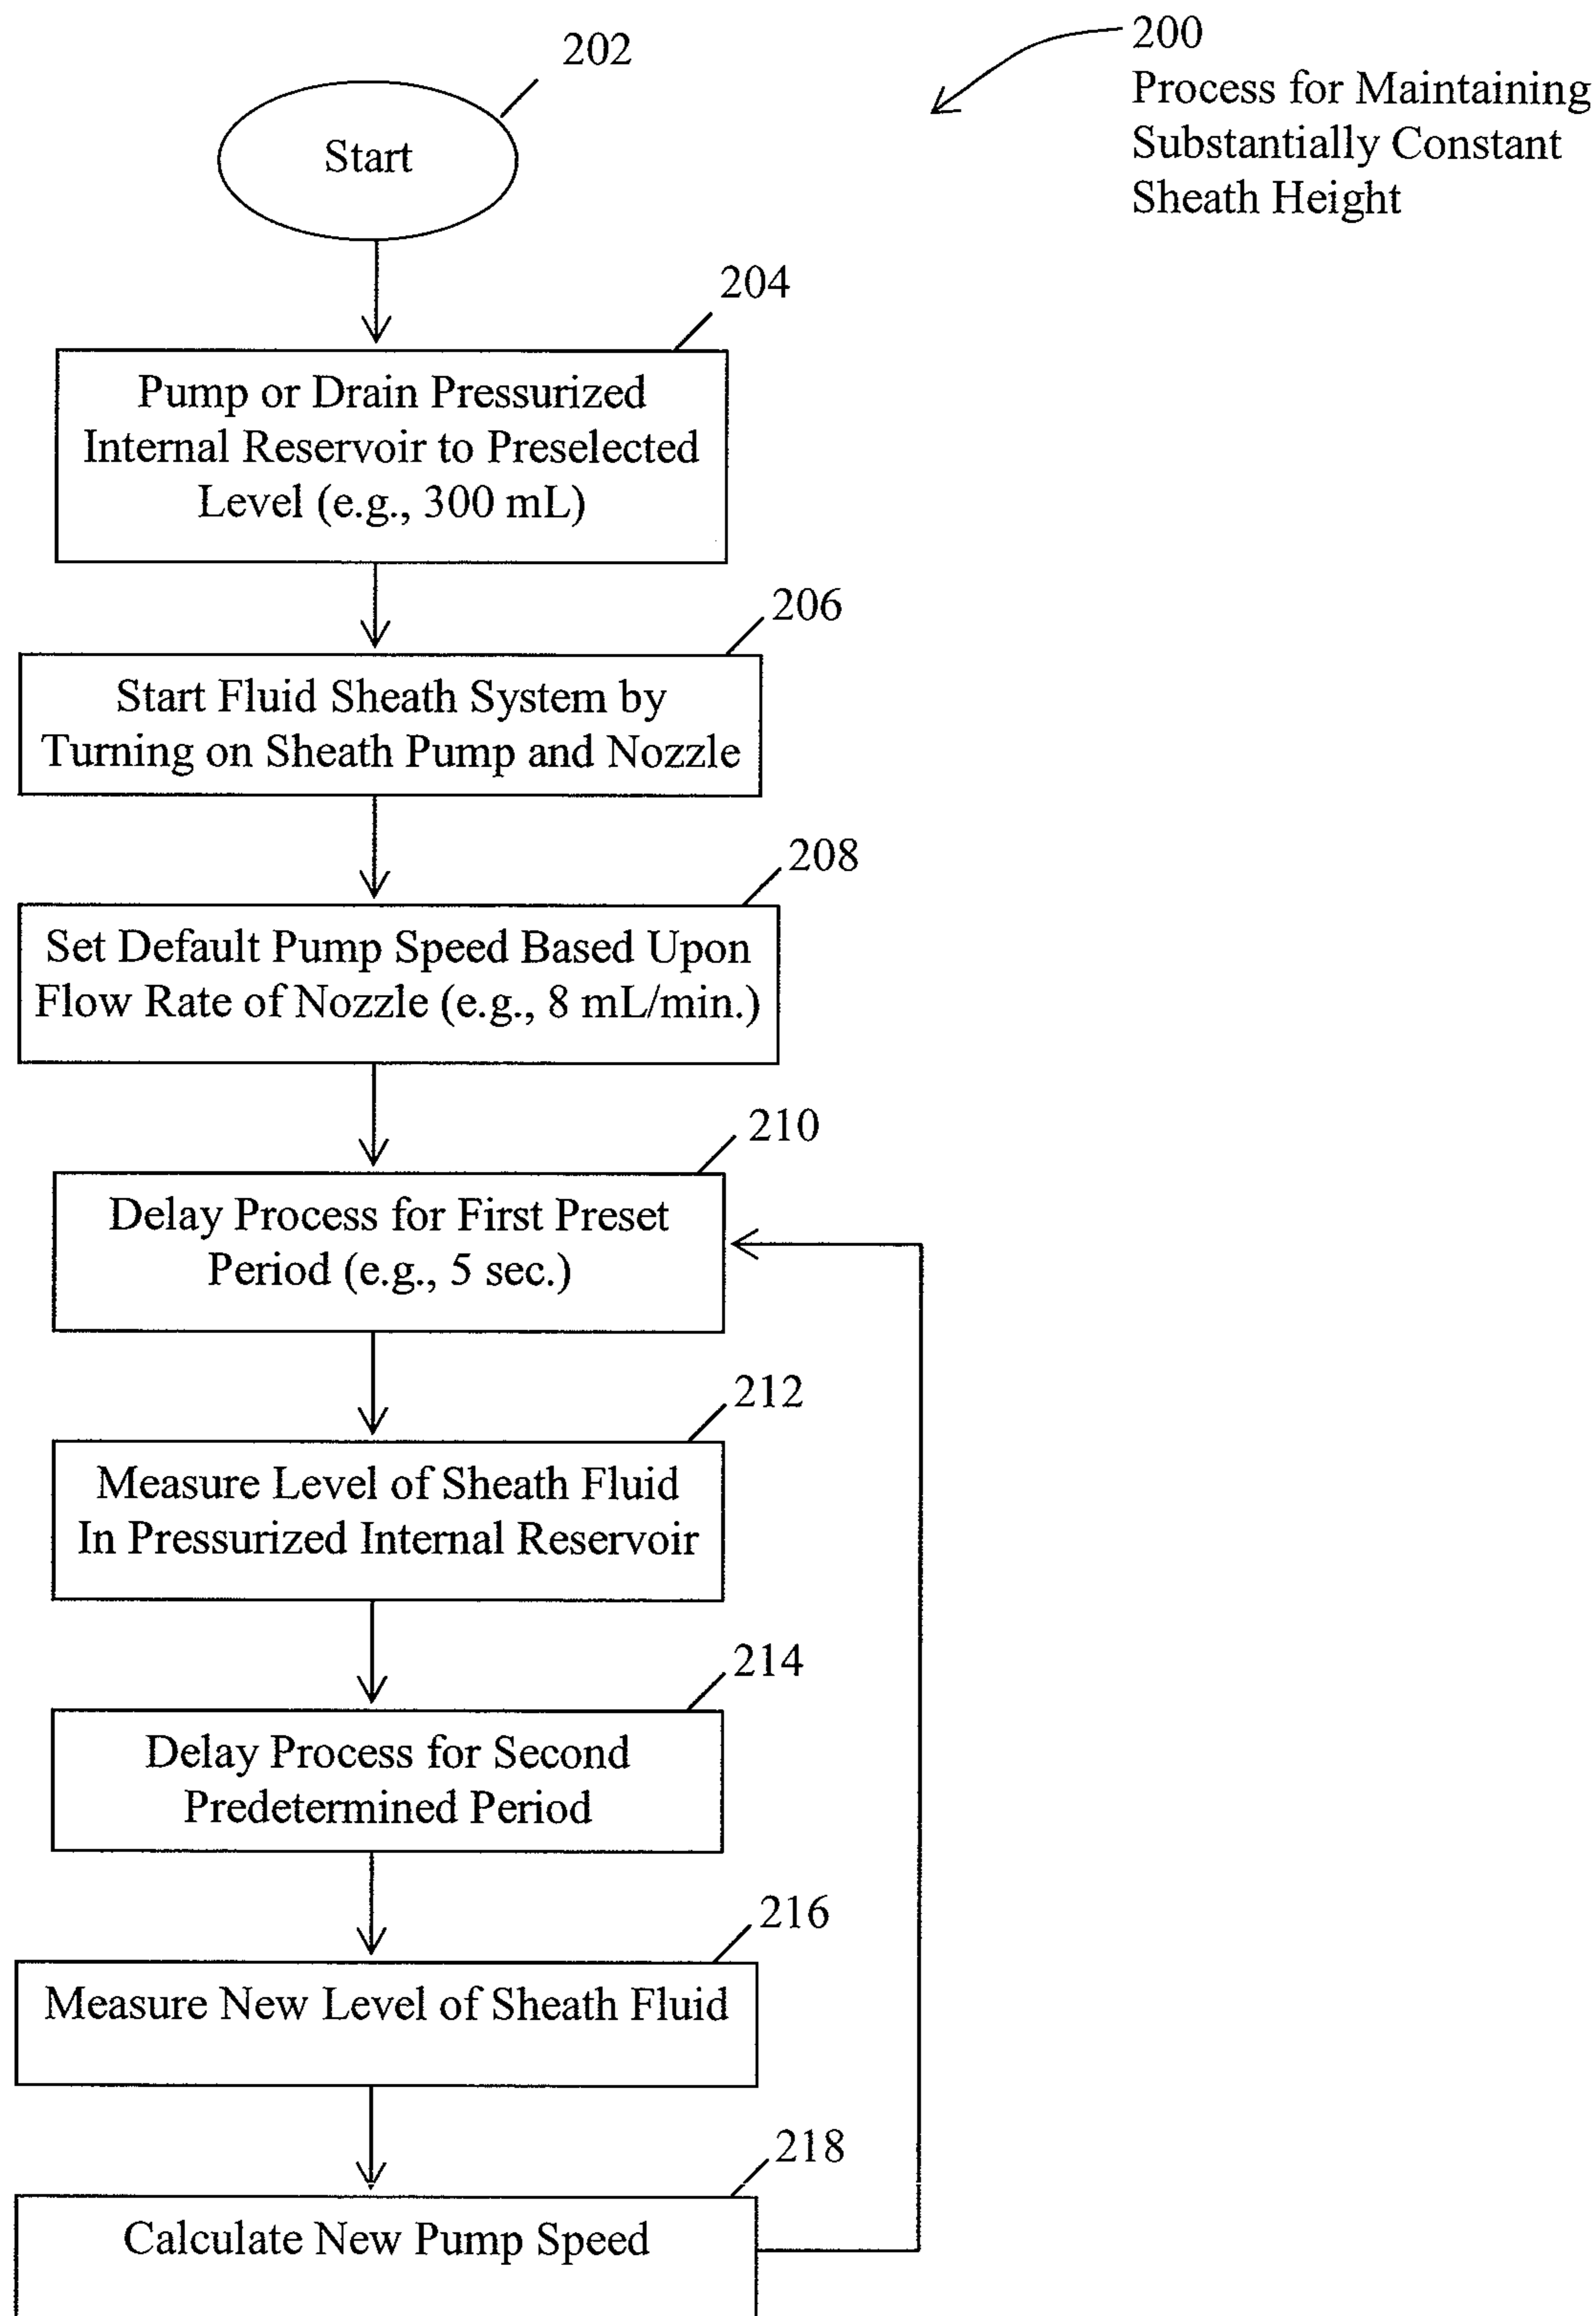 200
Process for Maintaining
Substantially Constant
Sheath Height
202
Start
204
Pump or Drain Pressurized
Internal Reservoir to Preselected
Level (e.g., 300 mL)
206
Start Fluid Sheath System by
Turning on Sheath Pump and Nozzle
208
Set Default Pump Speed Based Upon
Flow Rate of Nozzle (e.g., 8 mL/min.)
210
Delay Process for First Preset
Period (e.g., 5 sec.)
212
Measure Level of Sheath Fluid
In Pressurized Internal Reservoir
214
Delay Process for Second
Predetermined Period
216
Measure New Level of Sheath Fluid
218
Calculate New Pump Speed